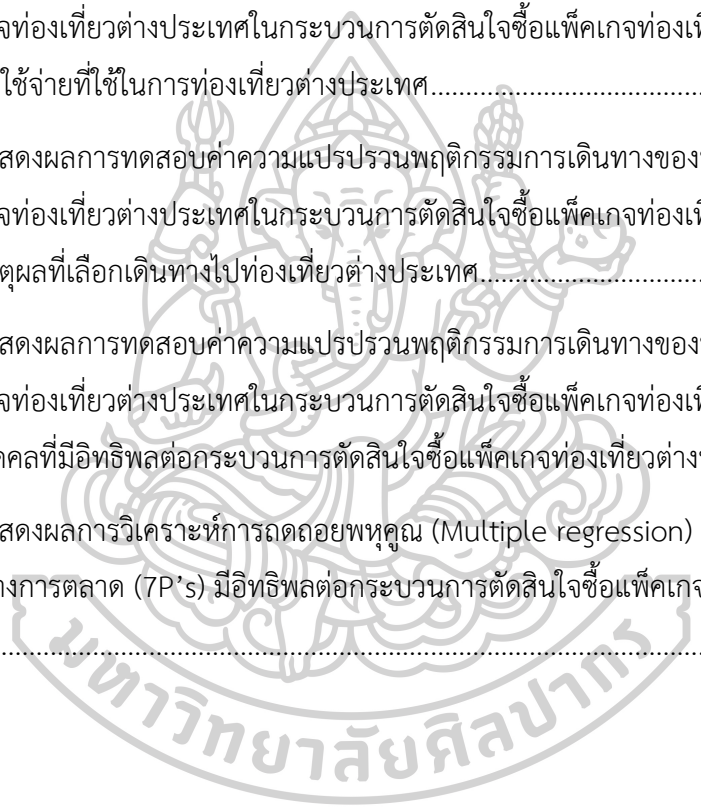 จท่องเที่ยวต่างประเทศในกระบวนการตัดสินใจซื้อแพ็คเกจท่องเที
ใช้จ่ายที่ใช้ในการท่องเที่ยวต่างประเทศ
สดงผลการทดสอบค่าความแปรปรวนพฤติกรรมการเดินทางของ
จท่องเที่ยวต่างประเทศในกระบวนการตัดสินใจซื้อแพ็คเกจท่องเที
ตุผลที่เลือกเดินทางไปท่องเที่ยวต่างประเทศ
สดงผลการทดสอบค่าความแปรปรวนพฤติกรรมการเดินทางของ
จท่องเที่ยวต่างประเทศในกระบวนการตัดสินใจซื้อแพ็คเกจท่องเที
คคลที่มีอิทธิพลต่อกระบวนการตัดสินใจซื้อแพ็คเกจท่องเที่ยวต่าง
สดงผลการวิเคราะห์การถดถอยพหุคูณ (Multiple regression)
างการตลาด (7P's) มีอิทธิพลต่อกระบวนการตัดสินใจซื้อแพ็คเกจ
มหาวิทยาลัยศิลปากร